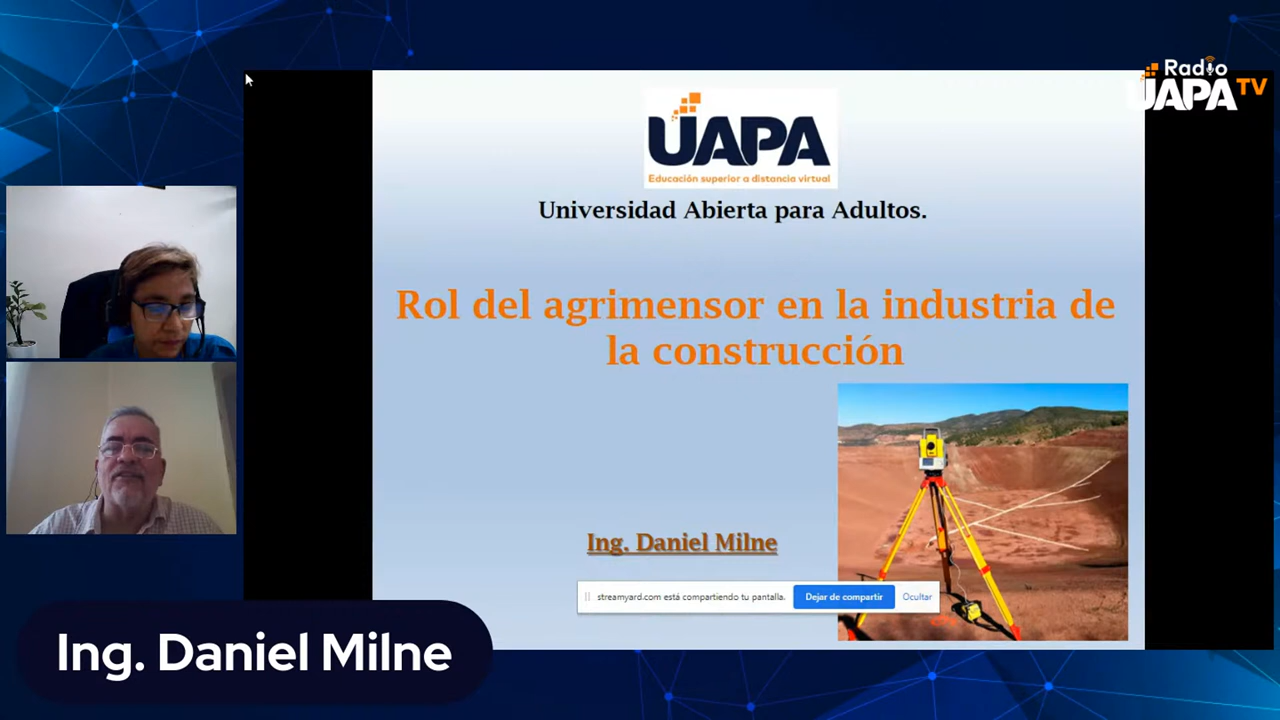 Radio
UAPA TV
UAPA
Educación superior a distancia virtual
Universidad Abierta para Adultos.
Rol del agrimensor en la industria de
la construcción
Ing. Daniel Milne
streamyard.com está compartiendo tu pantalla.
Dejar de compartir
Ocultar
Ing. Daniel Milne